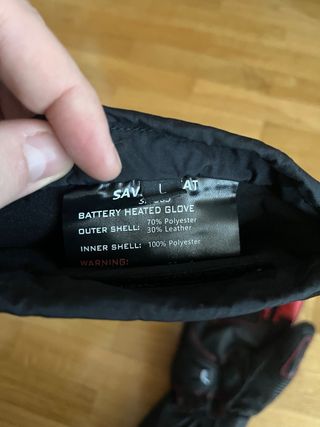 BATTERY HEATED GLOVE
OUTER SHELL: 70% Polyester
30% Leather
INNER SHELL: 100% Polyester
WARNING: